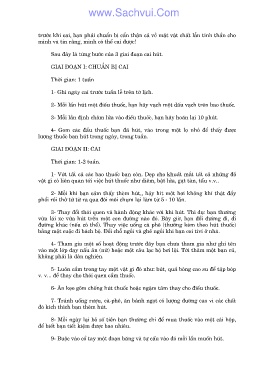 www.Sachvui.Com
trước khi cai, bạn phải chuẩn bị cẩn thận cả về mặt vật chất lẫn tinh thần cho
mình và tin rằng, mình có thể cai được!
Sau đây là từng bước của 3 giai đoạn cai hút.
GIAI ĐOẠN I: CHUẨN BỊ CAI
Thời gian: 1 tuần
1- Ghi ngày cai trước tuần lễ trên tờ lịch.
2- Mỗi lần hút một điếu thuốc, bạn hãy vạch một dấu vạch trên bao thuốc.
3- Mỗi lần định châm lửa vào điếu thuốc, bạn hãy hoãn lại 10 phút.
4- Gom các đầu thuốc bạn đã hút, vào trong một lọ nhỏ để thấy được
lượng thuốc bạn hút trong ngày, trong tuần.
GIAI ĐOẠN II: CAI
Thời gian: 1-2 tuần.
1- Vứt tất cả các bao thuốc bạn còn. Dẹp cho khuất mắt tất cả những đồ
vật gì có liên quan tới việc hút thuốc như diêm, bật lửa, gạt tàn, tẩu v.v..
2- Mỗi khi bạn cảm thấy thèm hút., hãy hít một hơi không khí thật đầy
phổi rồi thở từ từ ra qua đôi môi chụm lại làm từ 5 - 10 lần.
3- Thay đổi thói quen và hành động khác với khi hút. Thí dụ: bạn thường
vừa lái xe vừa hút trên một con đường nào đó. Bây giờ, bạn đổi đường đi, đi
đường khác (nếu có thể). Thay việc uống cà phê (thường kèm theo hút thuốc)
bằng một cuốc đi bách bộ. Đổi chỗ ngồi và ghế ngồi khi bạn coi tivi ở nhà.
4- Tham gia một số hoạt động trước đây bạn chưa tham gia như ghi tên
vào một lớp dạy nấu ăn (nữ) hoặc một câu lạc bộ bơi lội. Tới thăm một bạn cũ,
không phải là dân nghiền.
5- Luôn cầm trong tay một vật gì đó như: bút, quả bóng cao su để tập bóp
v. v... để thay cho thói quen cầm thuốc.
6- Ăn kẹo gôm chống hút thuốc hoặc ngậm tăm thay cho điếu thuốc.
7- Tránh uống rượu, cà-phê, ăn bánh ngọt có lượng đường cao vì các chất
đó kích thích bạn thèm hút.
8- Mỗi ngày lại bỏ số tiền bạn thường chi để mua thuốc vào một cái hộp,
để biết bạn tiết kiệm được bao nhiêu.
9- Buộc vào cổ tay một đoạn băng và tự cấu vào đó mỗi lần muốn hút.